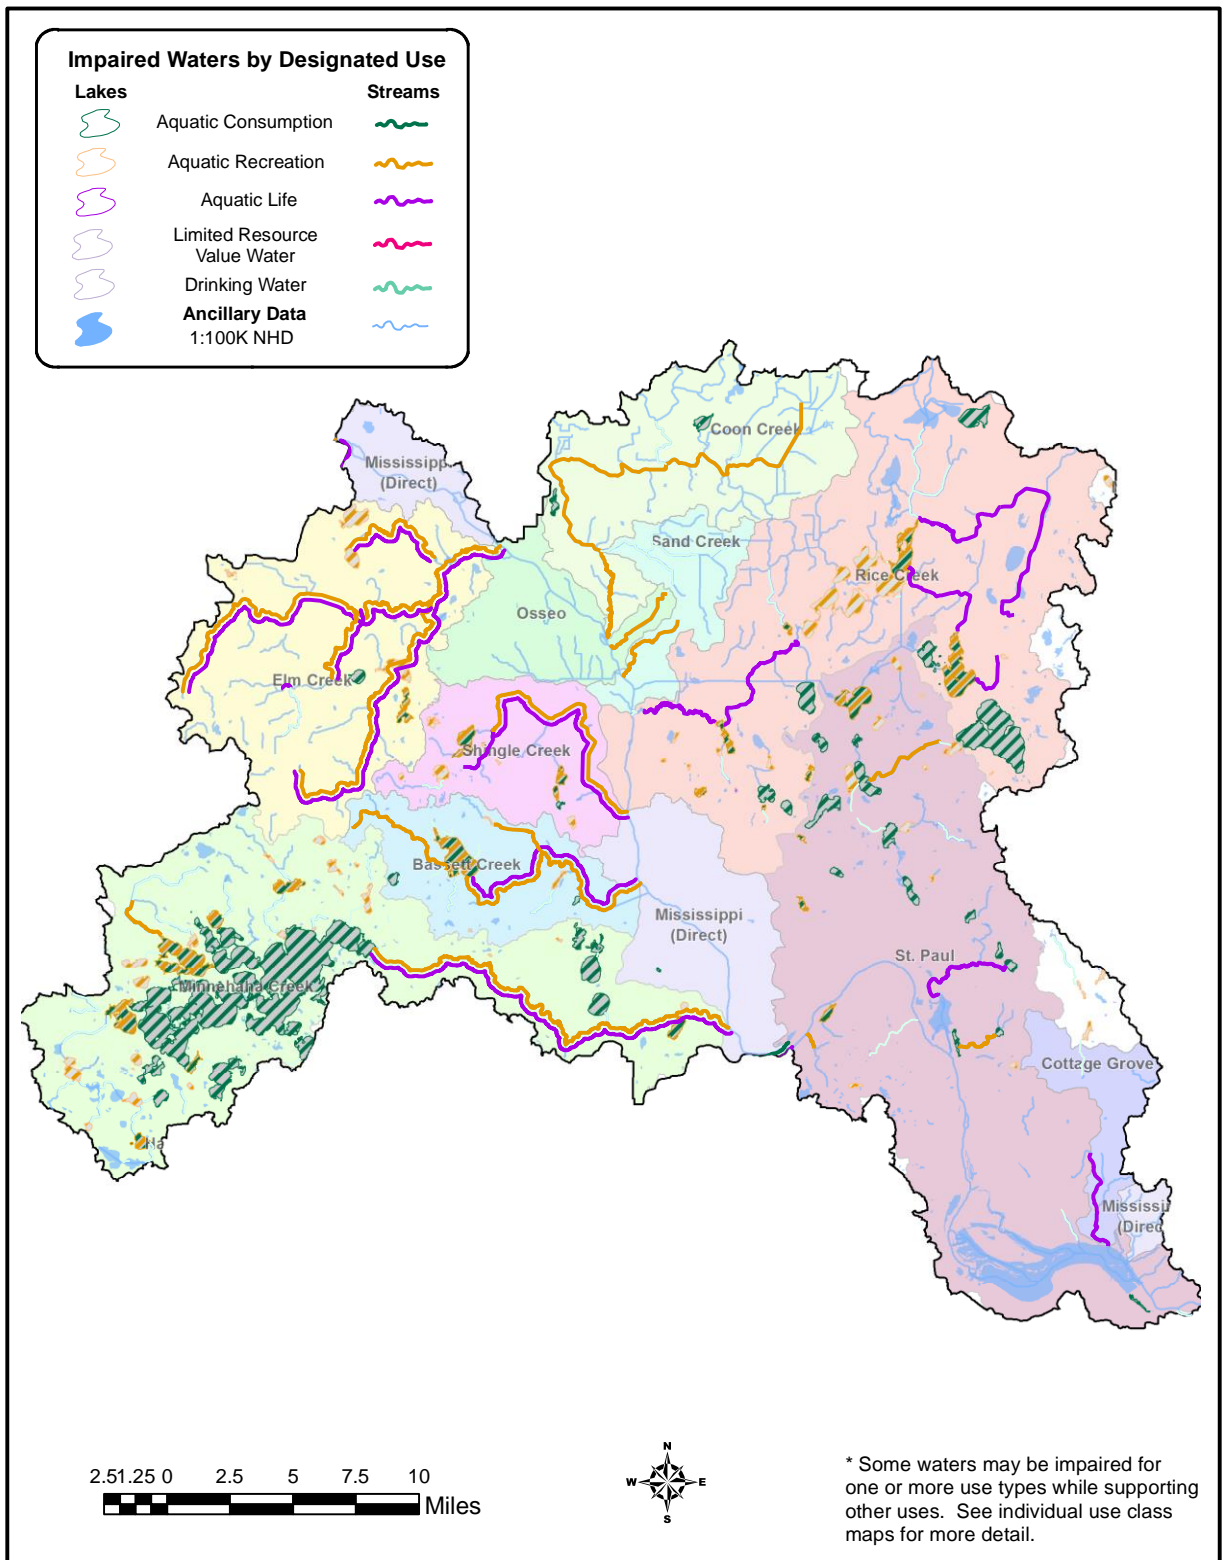 Impaired Waters by Designated Use
Lakes
Streams
Aquatic Consumption
Aquatic Recreation
Aquatic Life
Limited Resource
Value Water
Drinking Water
Ancillary Data
1:100K NHD
Coon Creek
Mississipp
(Direct)
Sand Creek
Rice Creek
Osseo
Elm Creek
Shingle Creek
Bassett Creek
Mississippi
(Direct)
St. Paul
Minnehaha Creek
Cottage Grove
Ha
Mississip
(Direc
2.51.25 0 2.5 5 7.5 10
Miles
N
W E
S
* Some waters may be impaired for
one or more use types while supporting
other uses. See individual use class
maps for more detail.